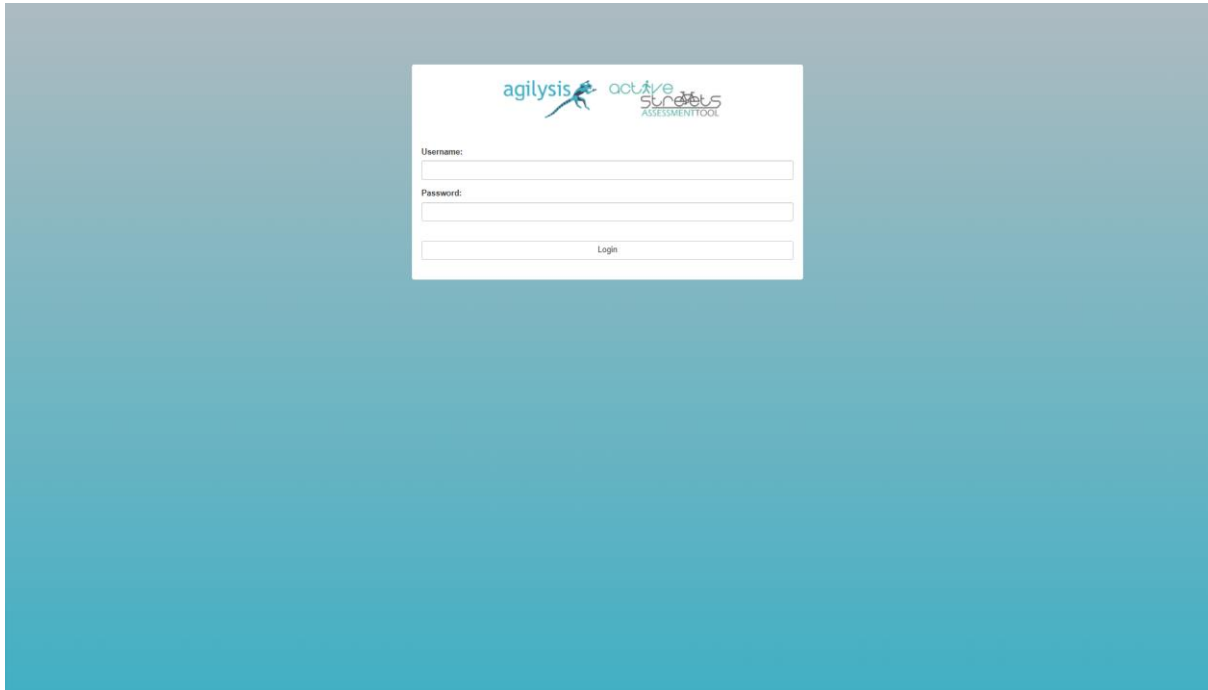 agilysis
active
streets
ASSESSMENTTOOL
Username:
Password:
Login